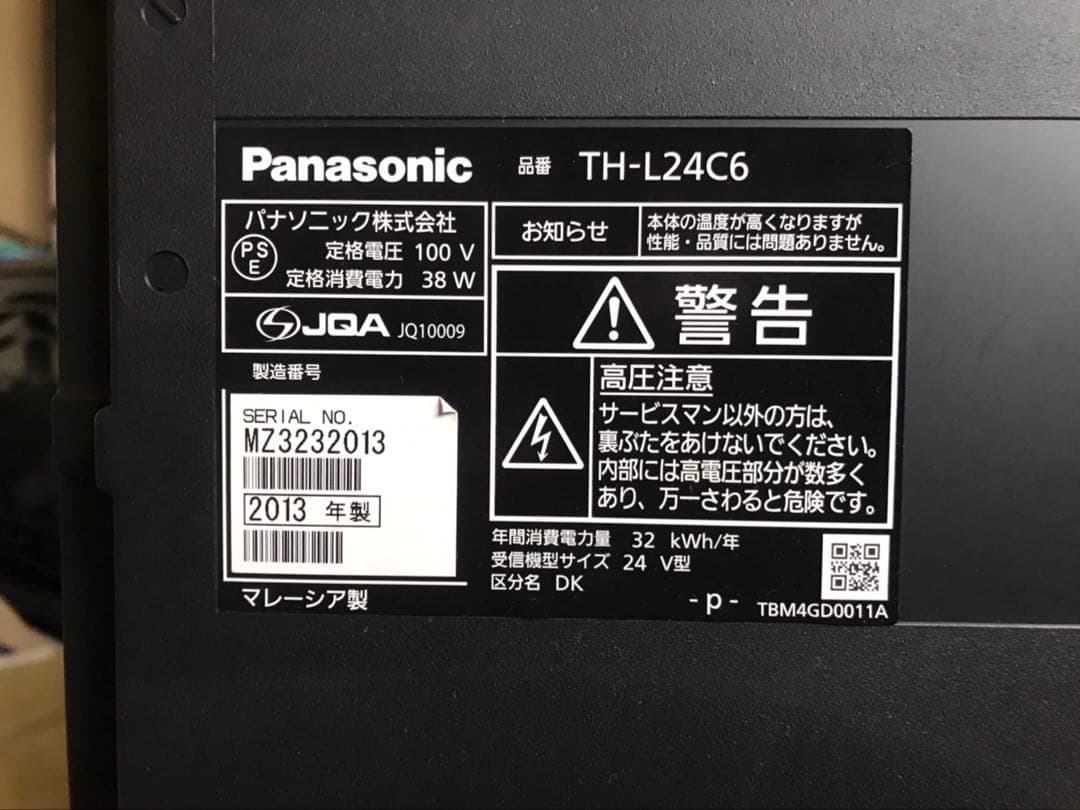 Panasonic 品番 TH-L24C6
パナソニック株式会社
PS
E
定格電圧 100 V
定格消費電力 38 W
JQA JQ10009
製造番号
SERIAL NO.
MZ3232013
2013 年製
マレーシア製
お知らせ
本体の温度が高くなりますが
性能・品質には問題ありません。
警告
高圧注意
サービスマン以外の方は、
裏ぶたをあけないでください。
内部には高電圧部分が数多く
あり、万一さわると危険です。
年間消費電力量 32 kWh/年
受信機型サイズ 24 V型
区分名 DK
- p - TBM4GD0011A